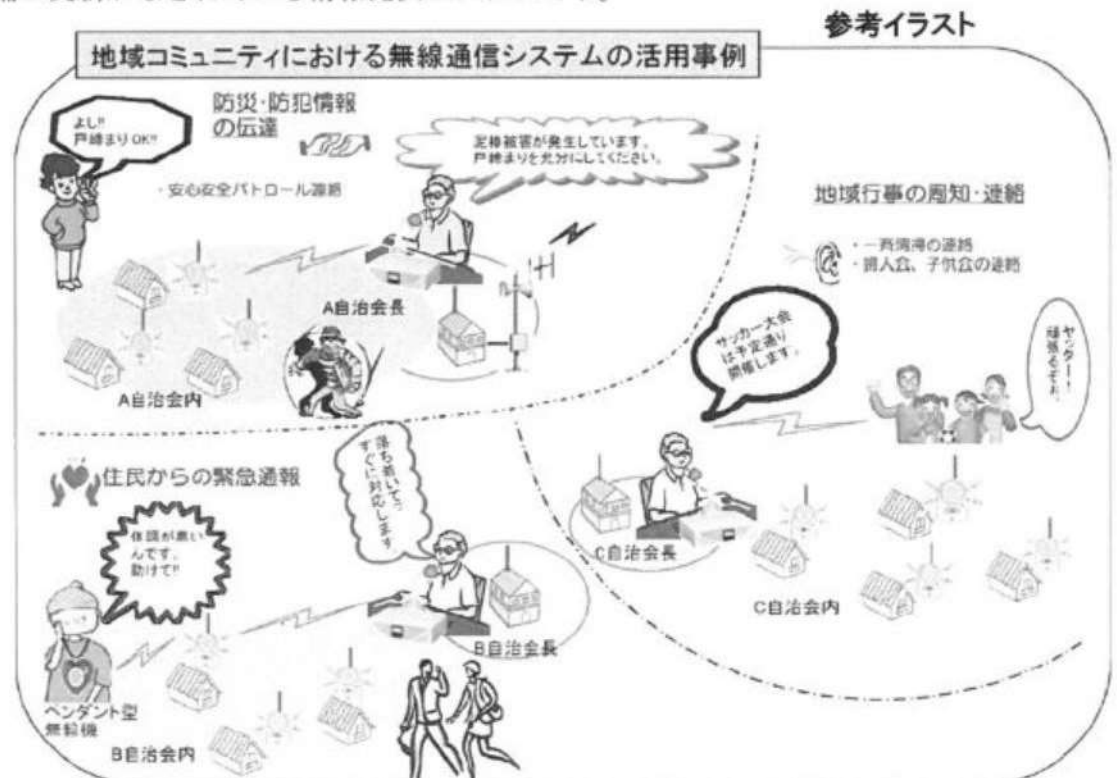 参考イラスト
地域コミュニティにおける無線通信システムの活用事例
よし!!
戸締まりOK!!
防災・防犯情報
の伝達
・安心安全パトロール連絡
泥棒被害が発生しています。
戸締まりを充分にしてください。
A自治会長
A自治会内
地域行事の周知・連絡
・一斉清掃の連絡
・婦人会、子供会の連絡
サッカー大会
は予定通り
開催します。
ヤッター！
頑張るぞぉ。
C自治会長
C自治会内
住民からの緊急通報
体調が悪い
んです。
助けて!!
落ち着いてっ
すぐに対応します
B自治会長
ペンダント型
無線機
B自治会内